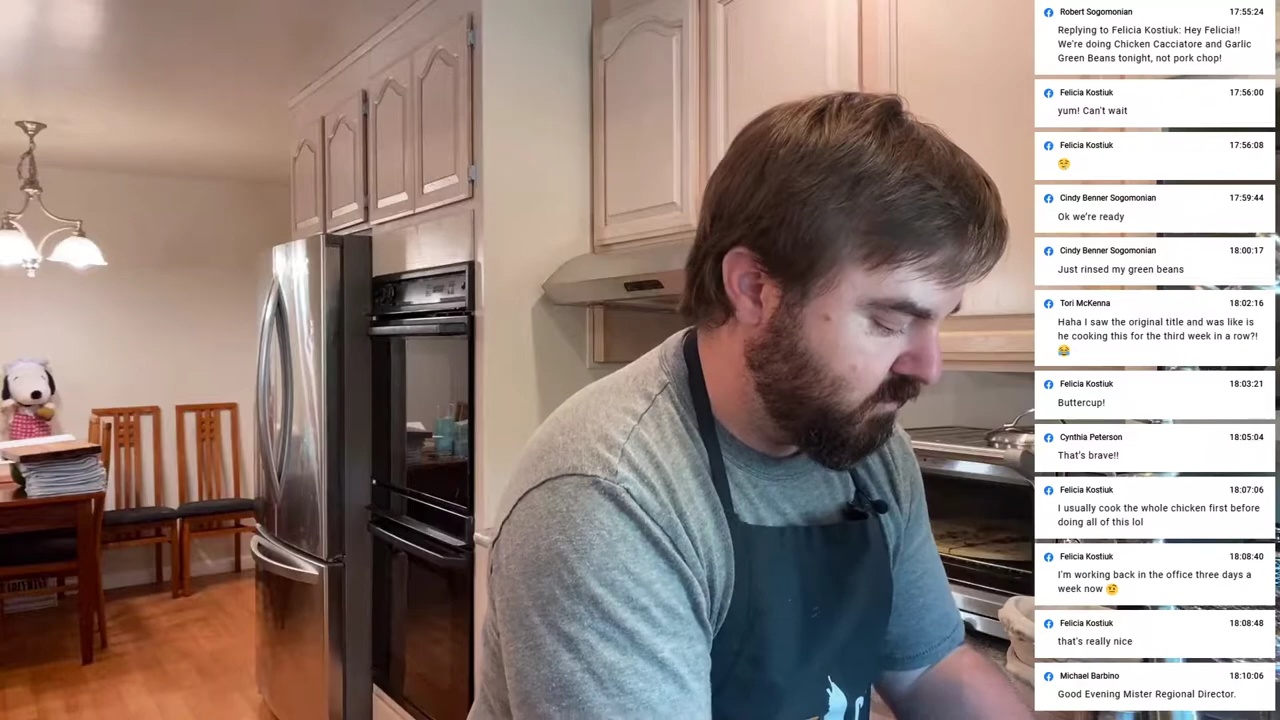 Robert Sogomonian 17:55:24
Replying to Felicia Kostiuk: Hey Felicia!!
We're doing Chicken Cacciatore and Garlic
Green Beans tonight, not pork chop!
Felicia Kostiuk 17:56:00
yum! Can't wait
Felicia Kostiuk 17:56:08
😌
Cindy Benner Sogomonian 17:59:44
Ok we're ready
Cindy Benner Sogomonian 18:00:17
Just rinsed my green beans
Tori McKenna 18:02:16
Haha I saw the original title and was like is
he cooking this for the third week in a row?!
😂
Felicia Kostiuk 18:03:21
Buttercup!
Cynthia Peterson 18:05:04
That's brave!!
Felicia Kostiuk 18:07:06
I usually cook the whole chicken first before
doing all of this lol
Felicia Kostiuk 18:08:40
I'm working back in the office three days a
week now 🤨
Felicia Kostiuk 18:08:48
that's really nice
Michael Barbino 18:10:06
Good Evening Mister Regional Director.